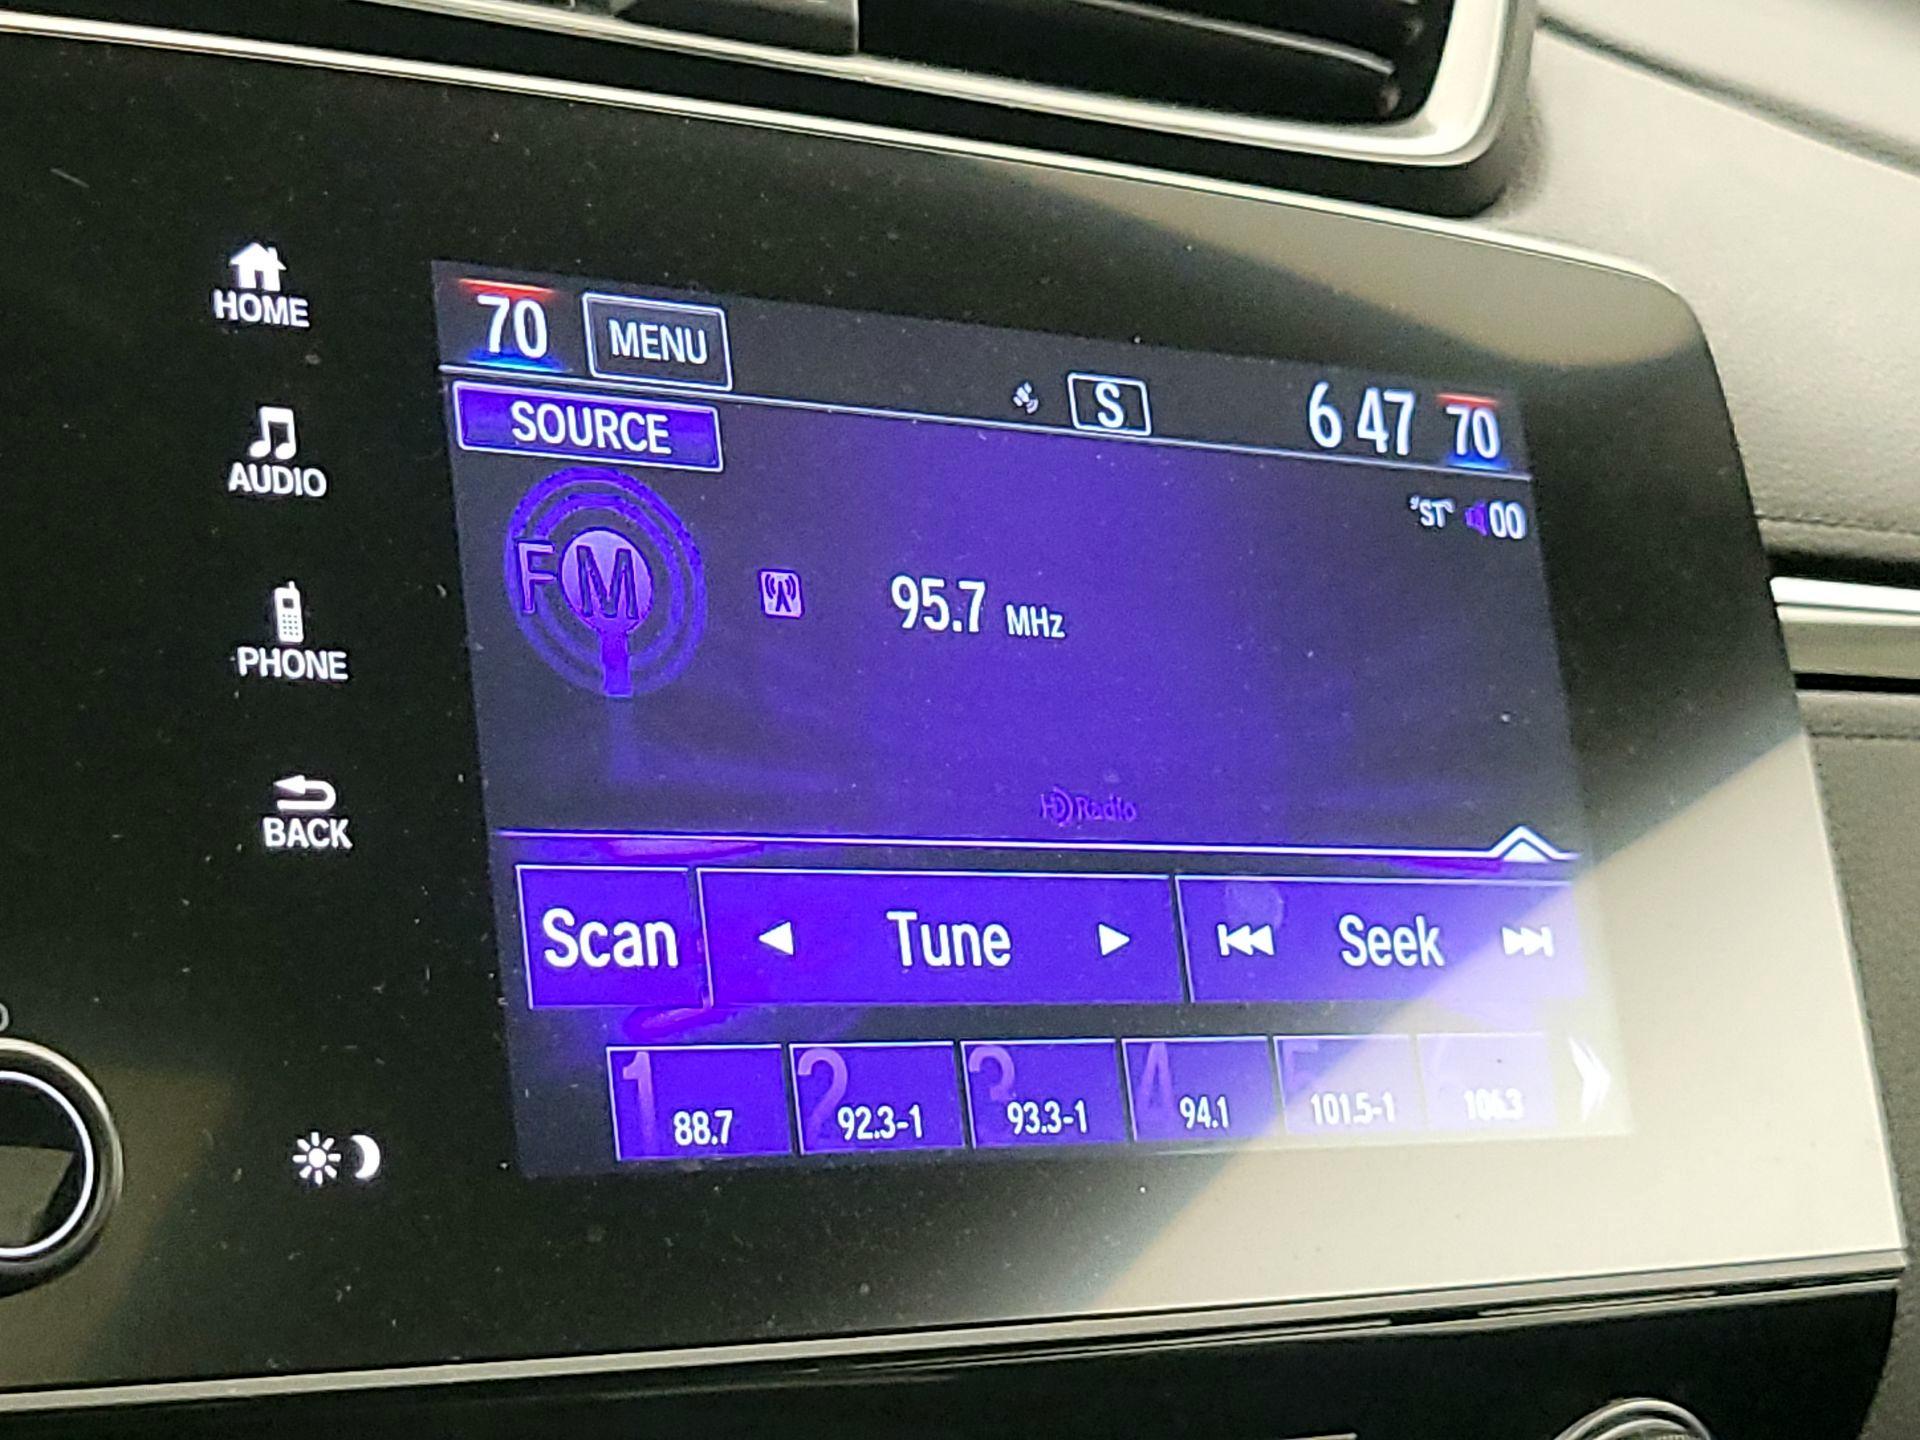 HOME
AUDIO
PHONE
BACK
70 MENU S 6 47 70
SOURCE
"ST" 00
FM
95.7 MHz
HD Radio
Scan Tune Seek
1 88.7
2 92.3-1
3 93.3-1
4 94.1
5 101.5-1
106.3